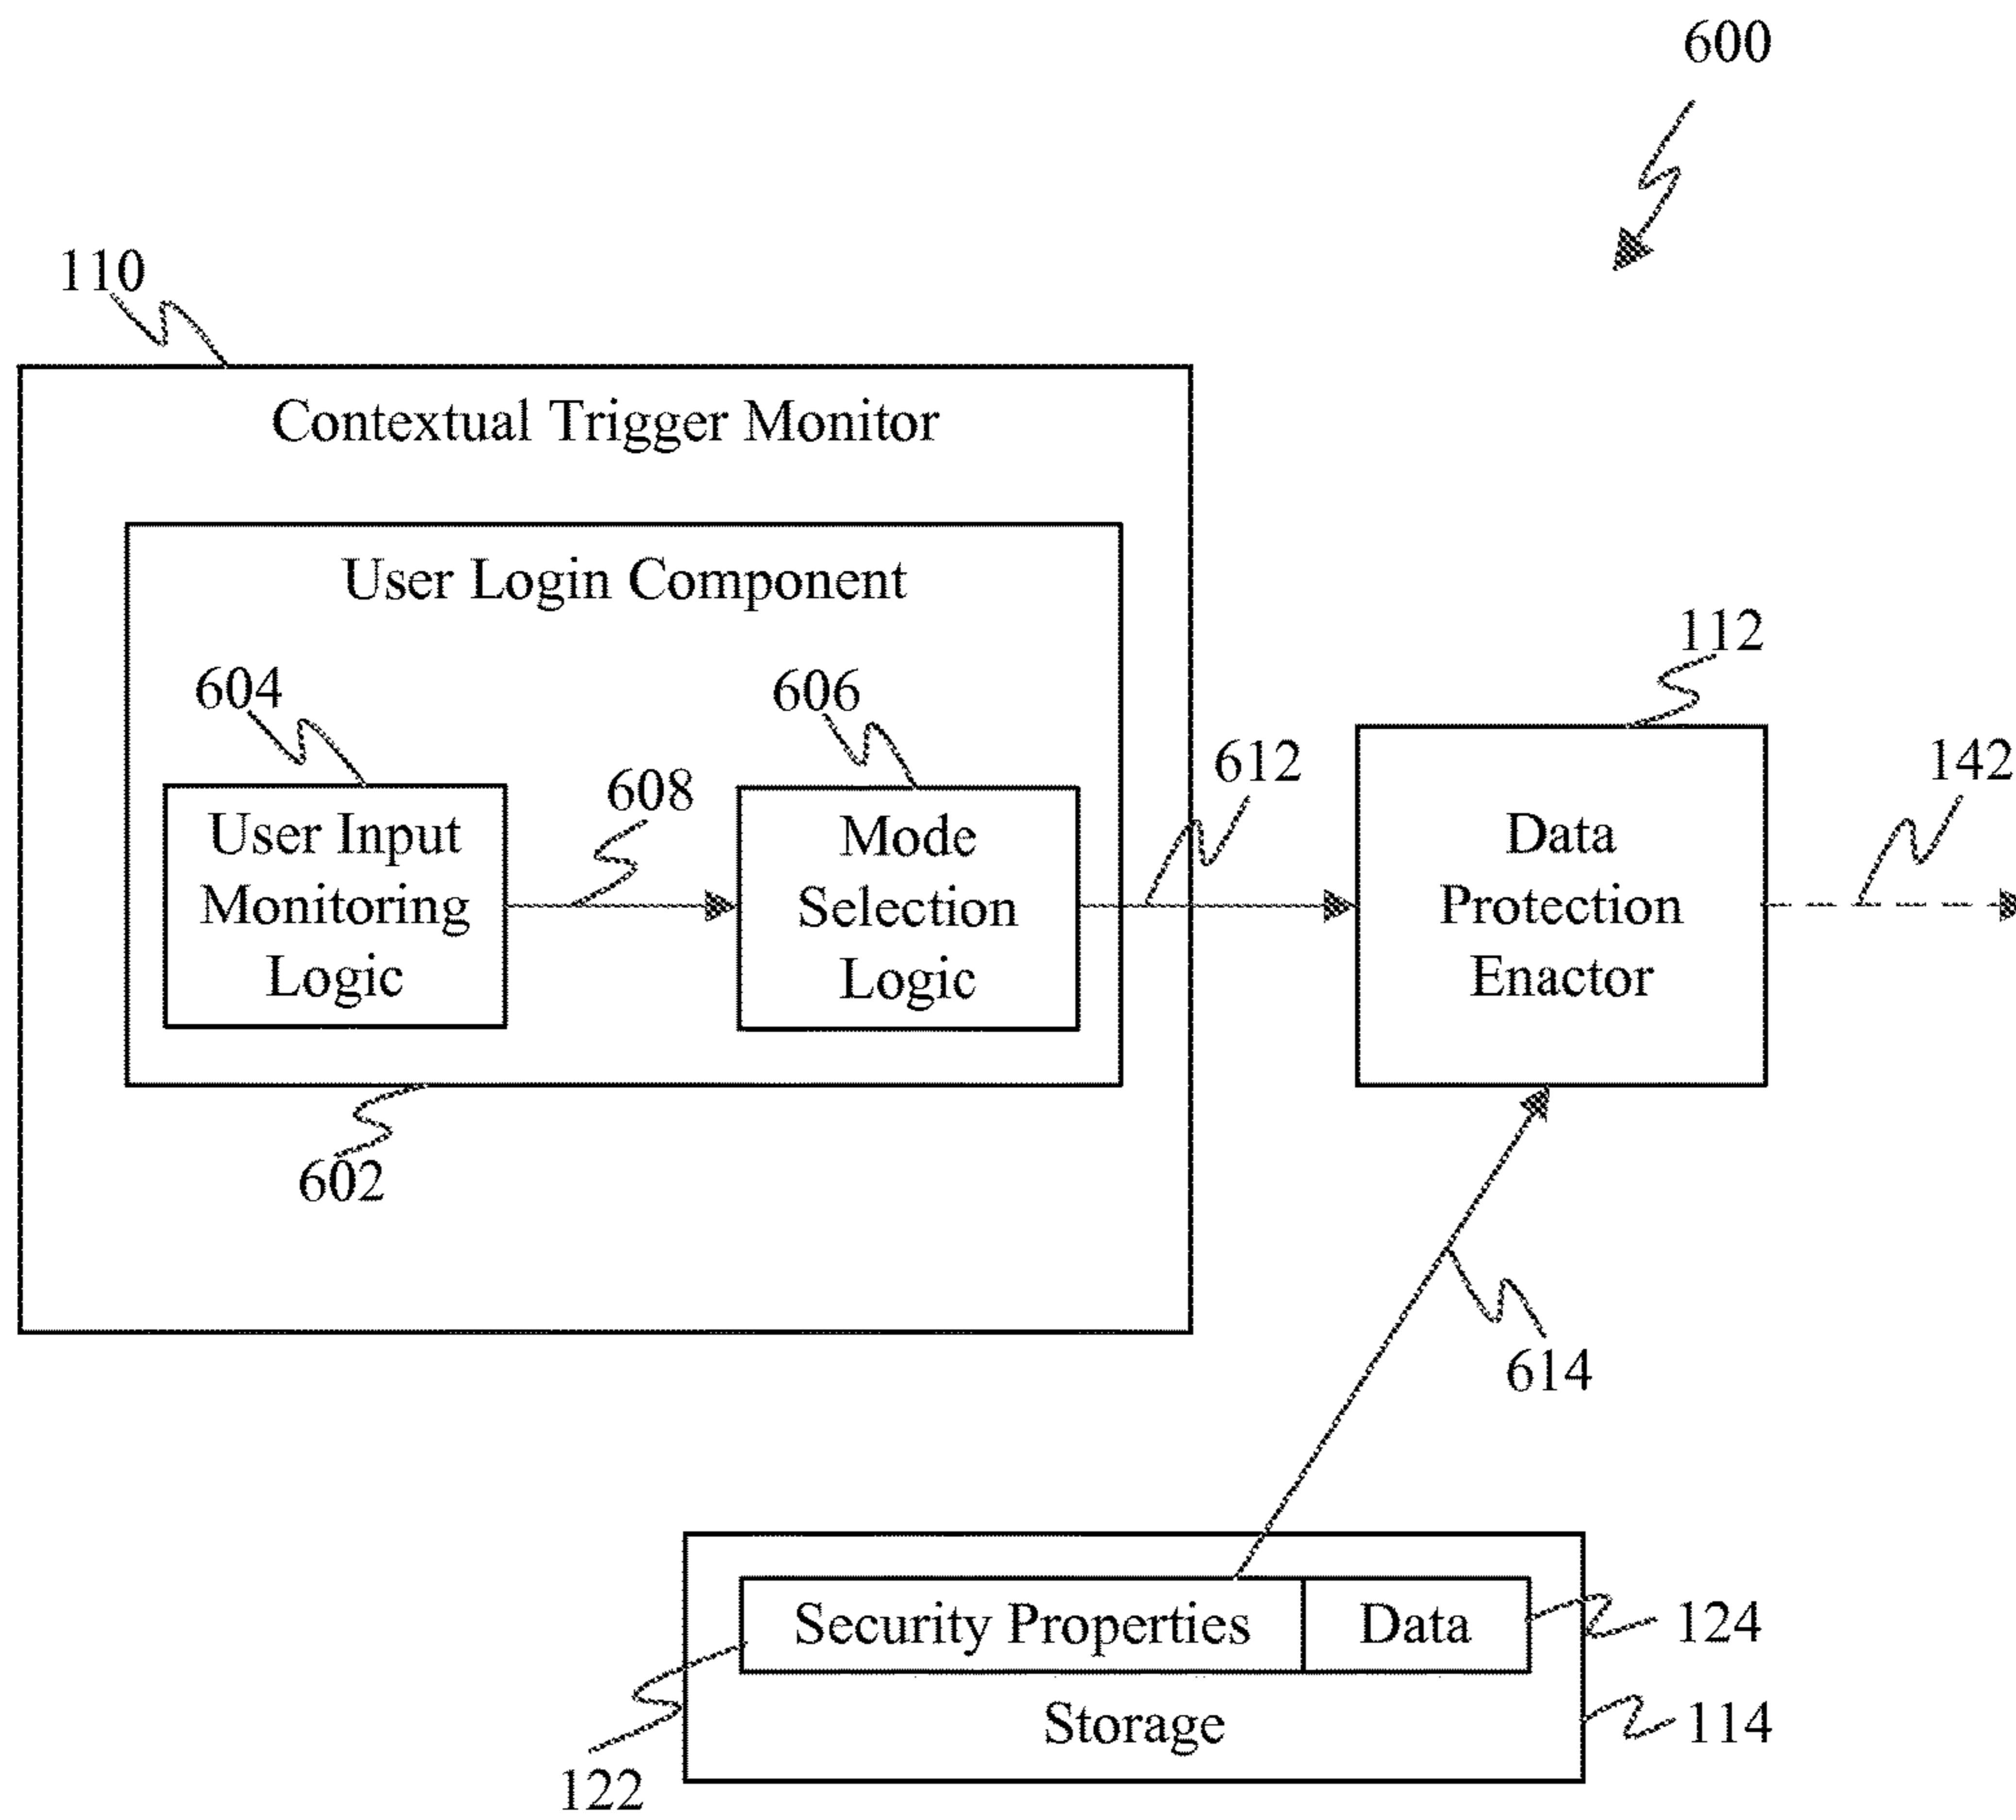 600
110
Contextual Trigger Monitor
User Login Component
604
606
608
612
112
142
User Input
Monitoring
Logic
Mode
Selection
Logic
Data
Protection
Enactor
602
614
Security Properties
Data
124
Storage
114
122